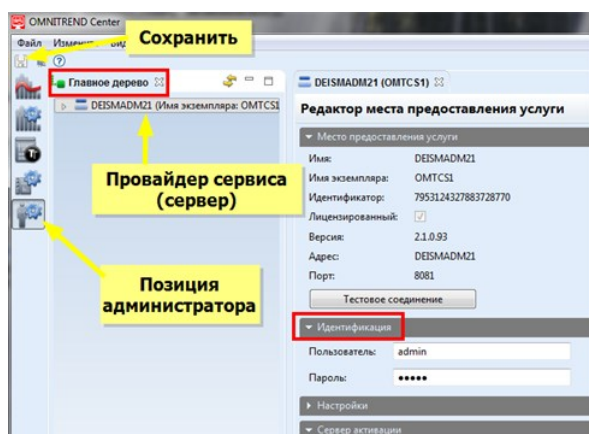 OMNITREND Center
Файл
Сохранить
Главное дерево
DEISMADM21 (Имя экземпляра: OMTCS1
Провайдер сервиса
(сервер)
Позиция
администратора
DEISMADM21 (OMTCS1)
Редактор места предоставления услуги
Место предоставления услуги
Имя: DEISMADM21
Имя экземпляра: OMTCS1
Идентификатор: 7953124327883728770
Лицензированный:
Версия: 2.1.0.93
Адрес: DEISMADM21
Порт: 8081
Тестовое соединение
Идентификация
Пользователь: admin
Пароль: •••••
Настройки
Сервер активации